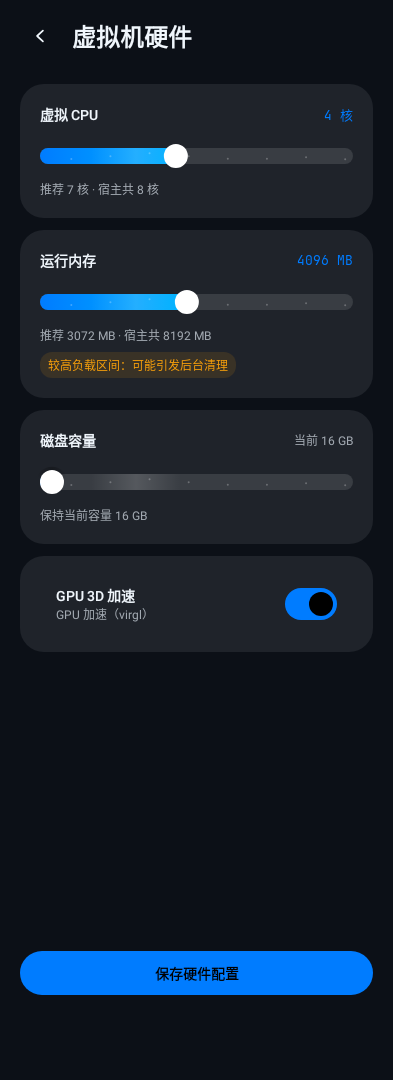 虚拟机硬件
虚拟 CPU
4 核
推荐 7 核 · 宿主共 8 核
运行内存
4096 MB
推荐 3072 MB · 宿主共 8192 MB
较高负载区间：可能引发后台清理
磁盘容量
当前 16 GB
保持当前容量 16 GB
GPU 3D 加速
GPU 加速（virgl）
保存硬件配置